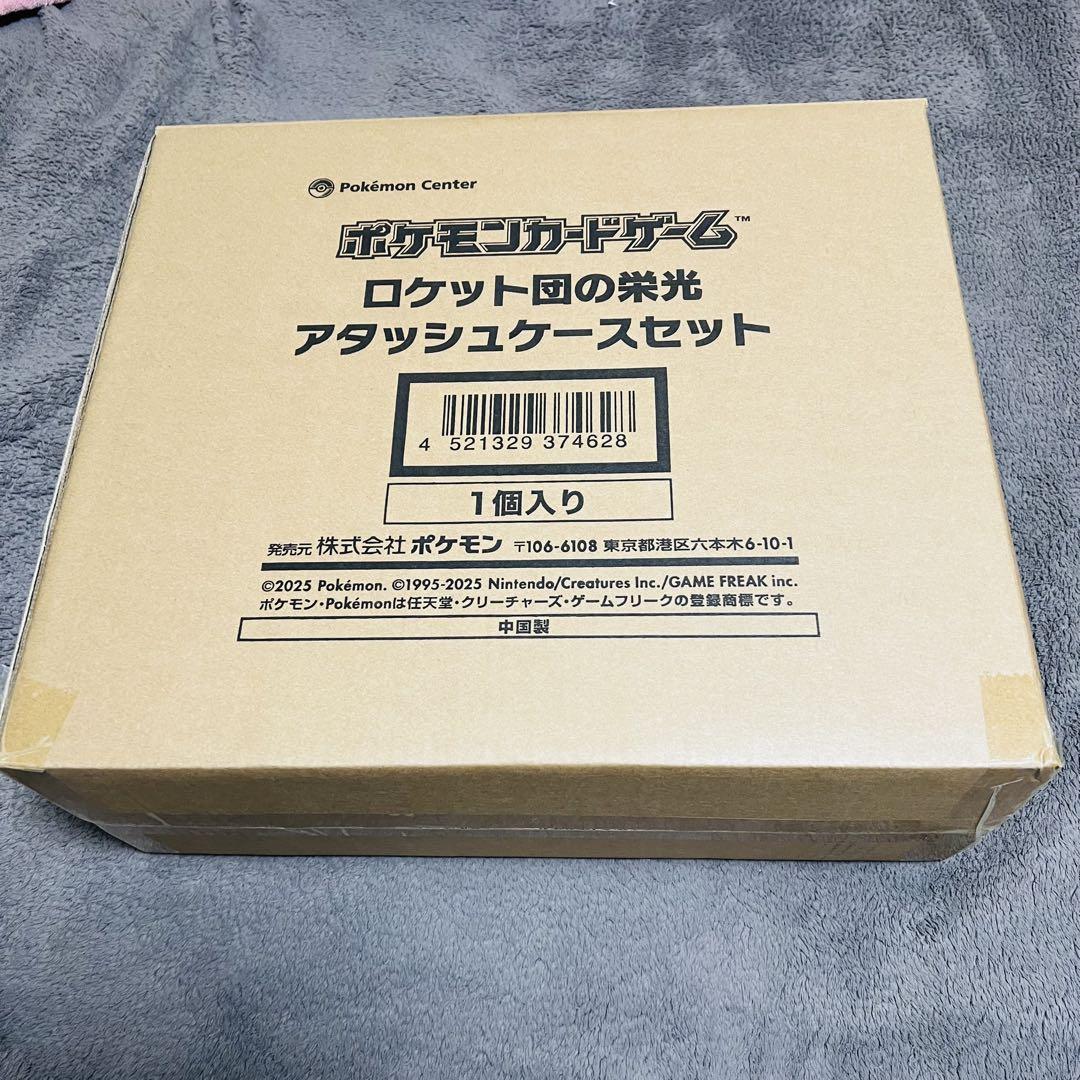 Pokémon Center
ポケモンカードゲーム™
ロケット団の栄光
アタッシュケースセット
4 521329 374628
1個入り
発売元 株式会社 ポケモン 〒106-6108 東京都港区六本木6-10-1
©2025 Pokémon. ©1995-2025 Nintendo/Creatures Inc./GAME FREAK inc.
ポケモン・Pokémonは任天堂・クリーチャーズ・ゲームフリークの登録商標です。
中国製